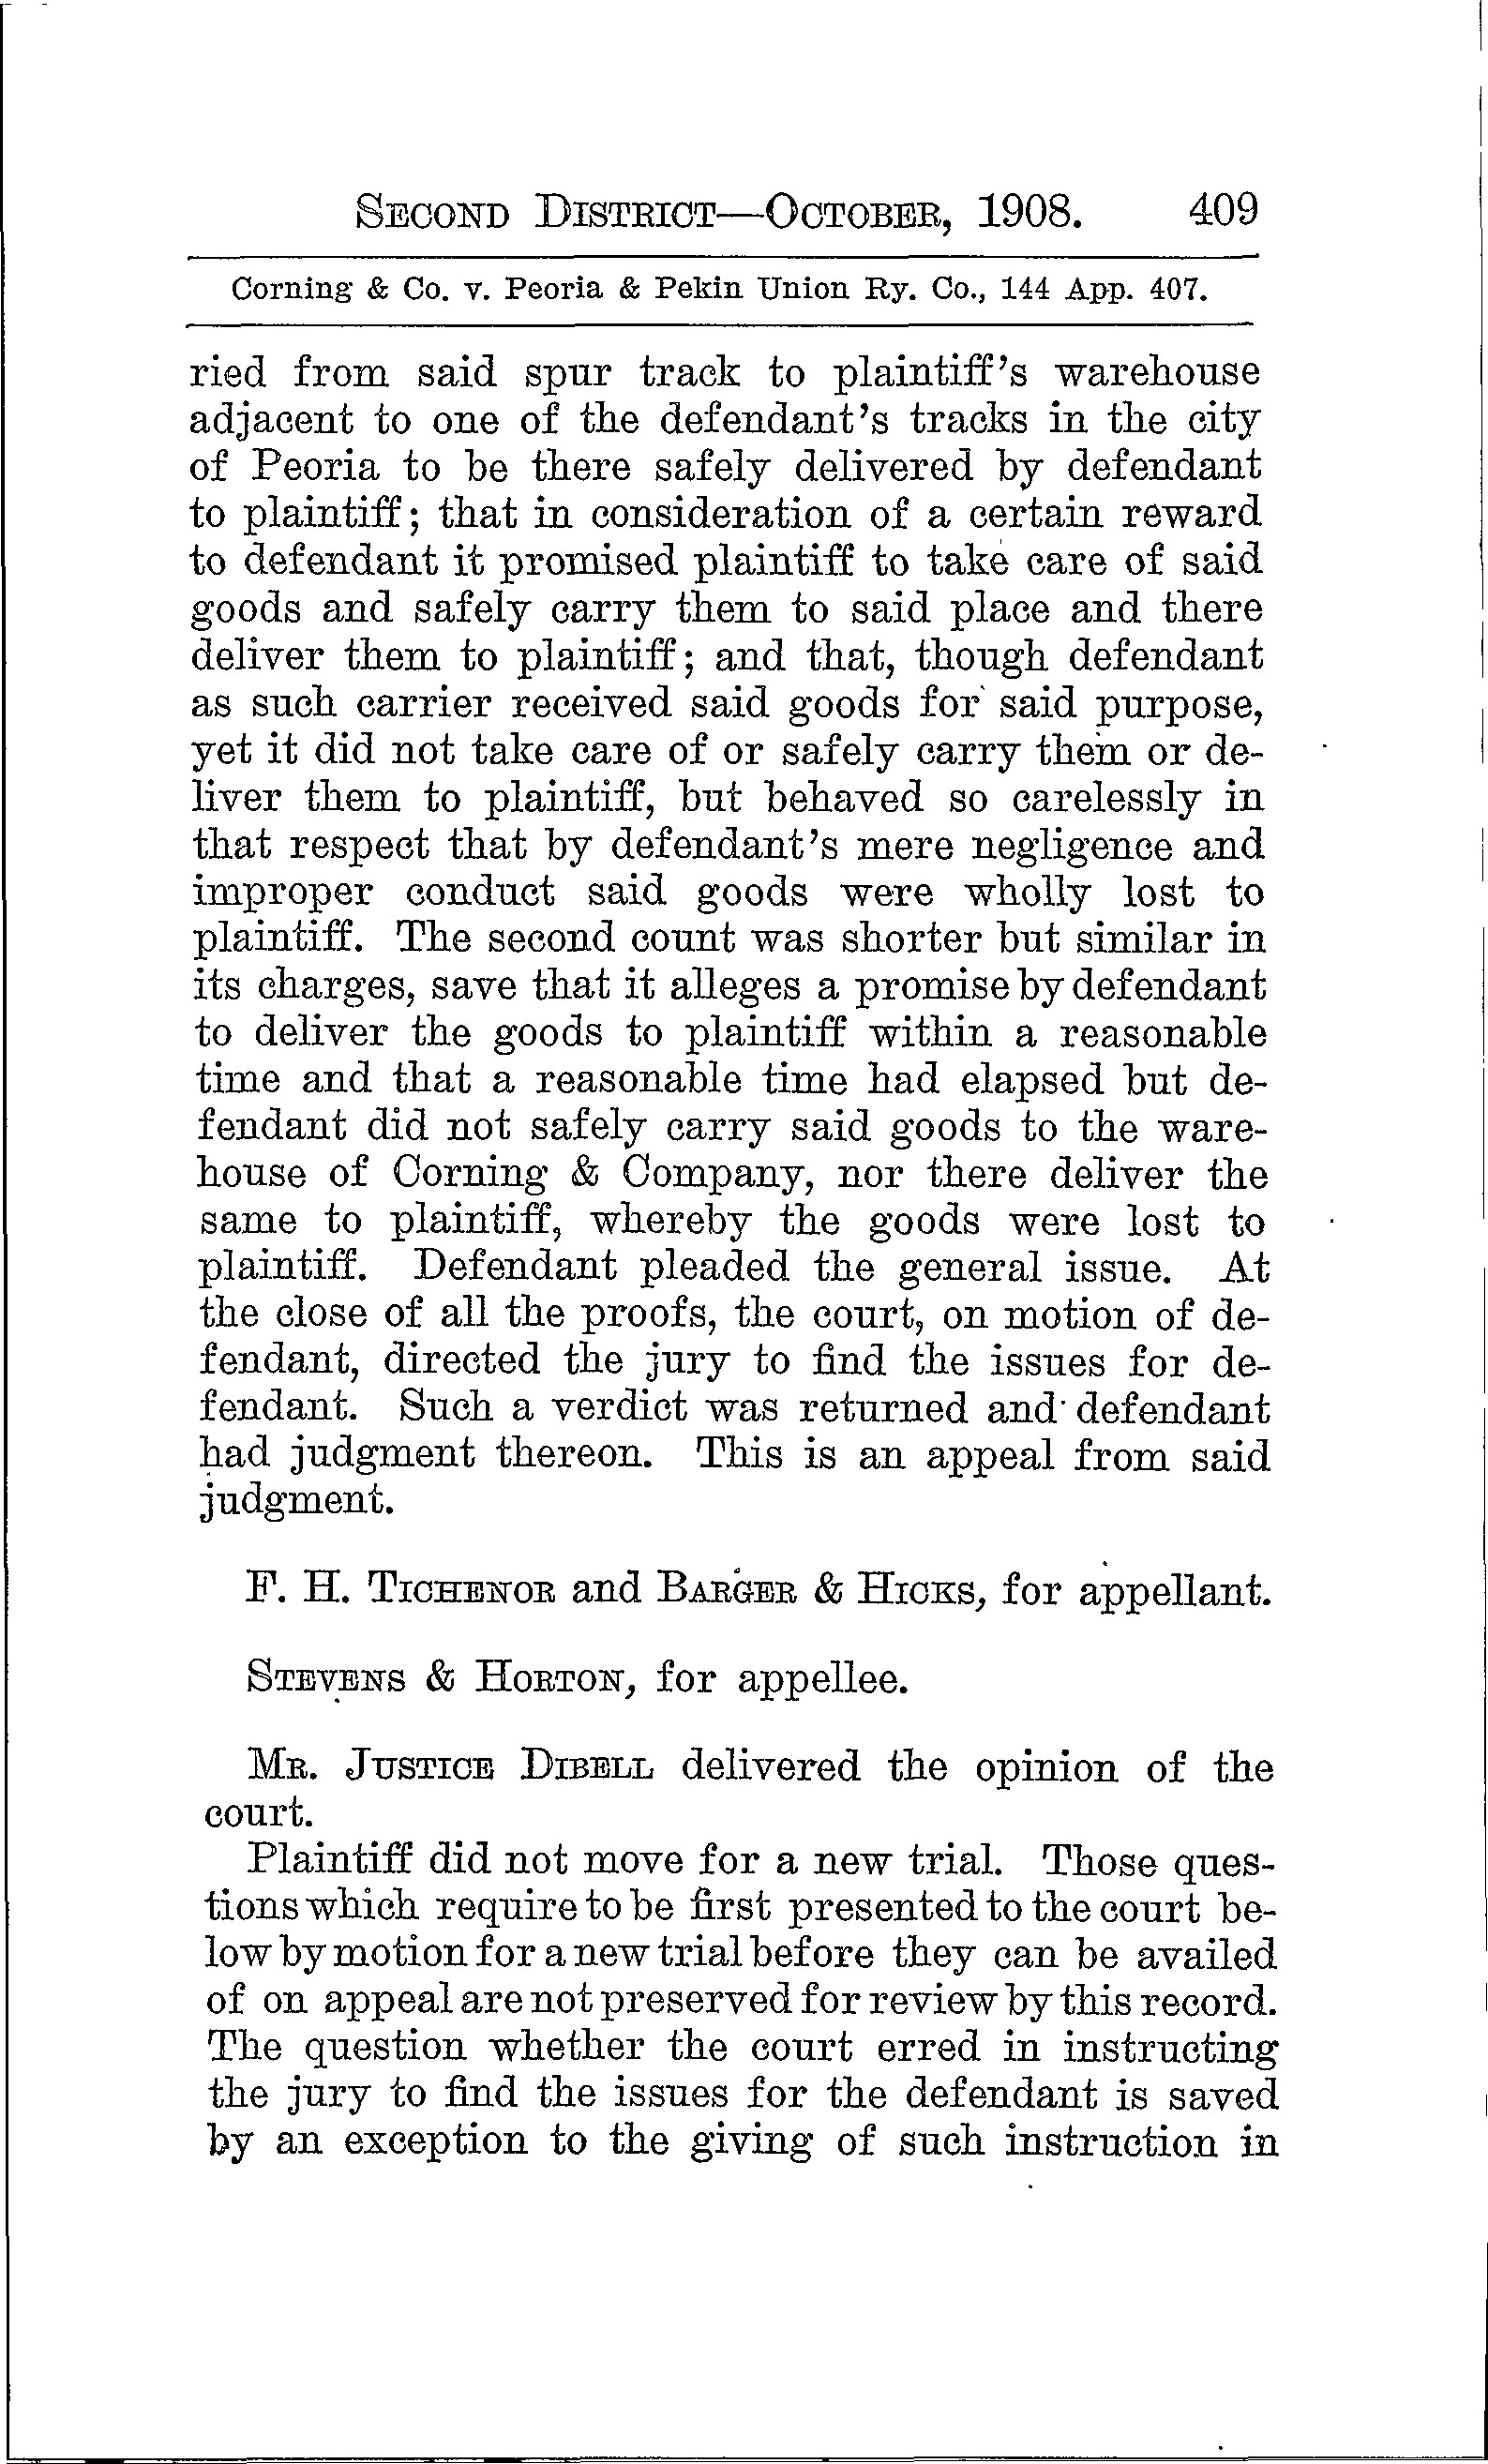 SECOND DISTRICT—OCTOBER, 1908. 409
Corning & Co. v. Peoria & Pekin Union Ry. Co., 144 App. 407.
ried from said spur track to plaintiff's warehouse
adjacent to one of the defendant's tracks in the city
of Peoria to be there safely delivered by defendant
to plaintiff; that in consideration of a certain reward
to defendant it promised plaintiff to take care of said
goods and safely carry them to said place and there
deliver them to plaintiff; and that, though defendant
as such carrier received said goods for said purpose,
yet it did not take care of or safely carry them or de-
liver them to plaintiff, but behaved so carelessly in
that respect that by defendant's mere negligence and
improper conduct said goods were wholly lost to
plaintiff. The second count was shorter but similar in
its charges, save that it alleges a promise by defendant
to deliver the goods to plaintiff within a reasonable
time and that a reasonable time had elapsed but de-
fendant did not safely carry said goods to the ware-
house of Corning & Company, nor there deliver the
same to plaintiff, whereby the goods were lost to
plaintiff. Defendant pleaded the general issue. At
the close of all the proofs, the court, on motion of de-
fendant, directed the jury to find the issues for de-
fendant. Such a verdict was returned and defendant
had judgment thereon. This is an appeal from said
judgment.
F. H. TICHENOR and BARGER & HICKS, for appellant.
STEVENS & HORTON, for appellee.
MR. JUSTICE DIBELL delivered the opinion of the
court.
Plaintiff did not move for a new trial. Those ques-
tions which require to be first presented to the court be-
low by motion for a new trial before they can be availed
of on appeal are not preserved for review by this record.
The question whether the court erred in instructing
the jury to find the issues for the defendant is saved
by an exception to the giving of such instruction in